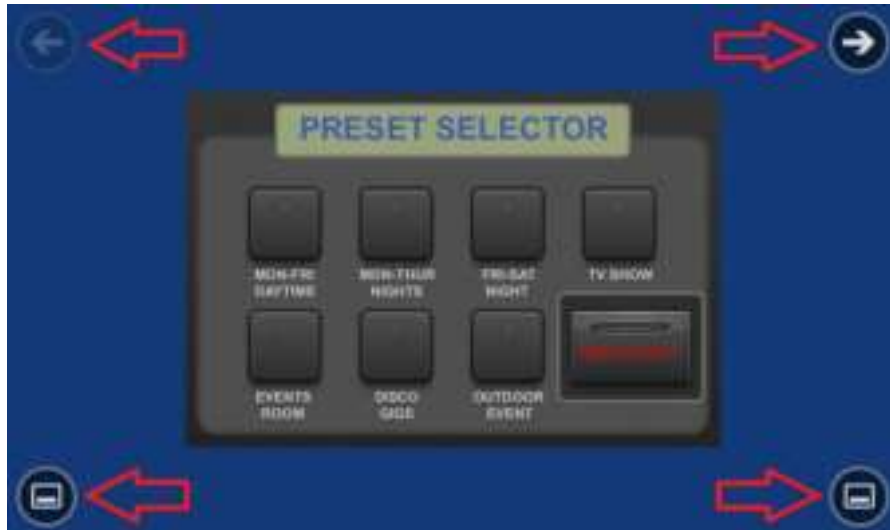 PRESET SELECTOR
MON-FRI
DAYTIME
MON-THUR
NIGHTS
FRI-SAT
NIGHT
TV SHOW
EVENTS
ROOM
DISCO
GIGS
OUTDOOR
EVENT